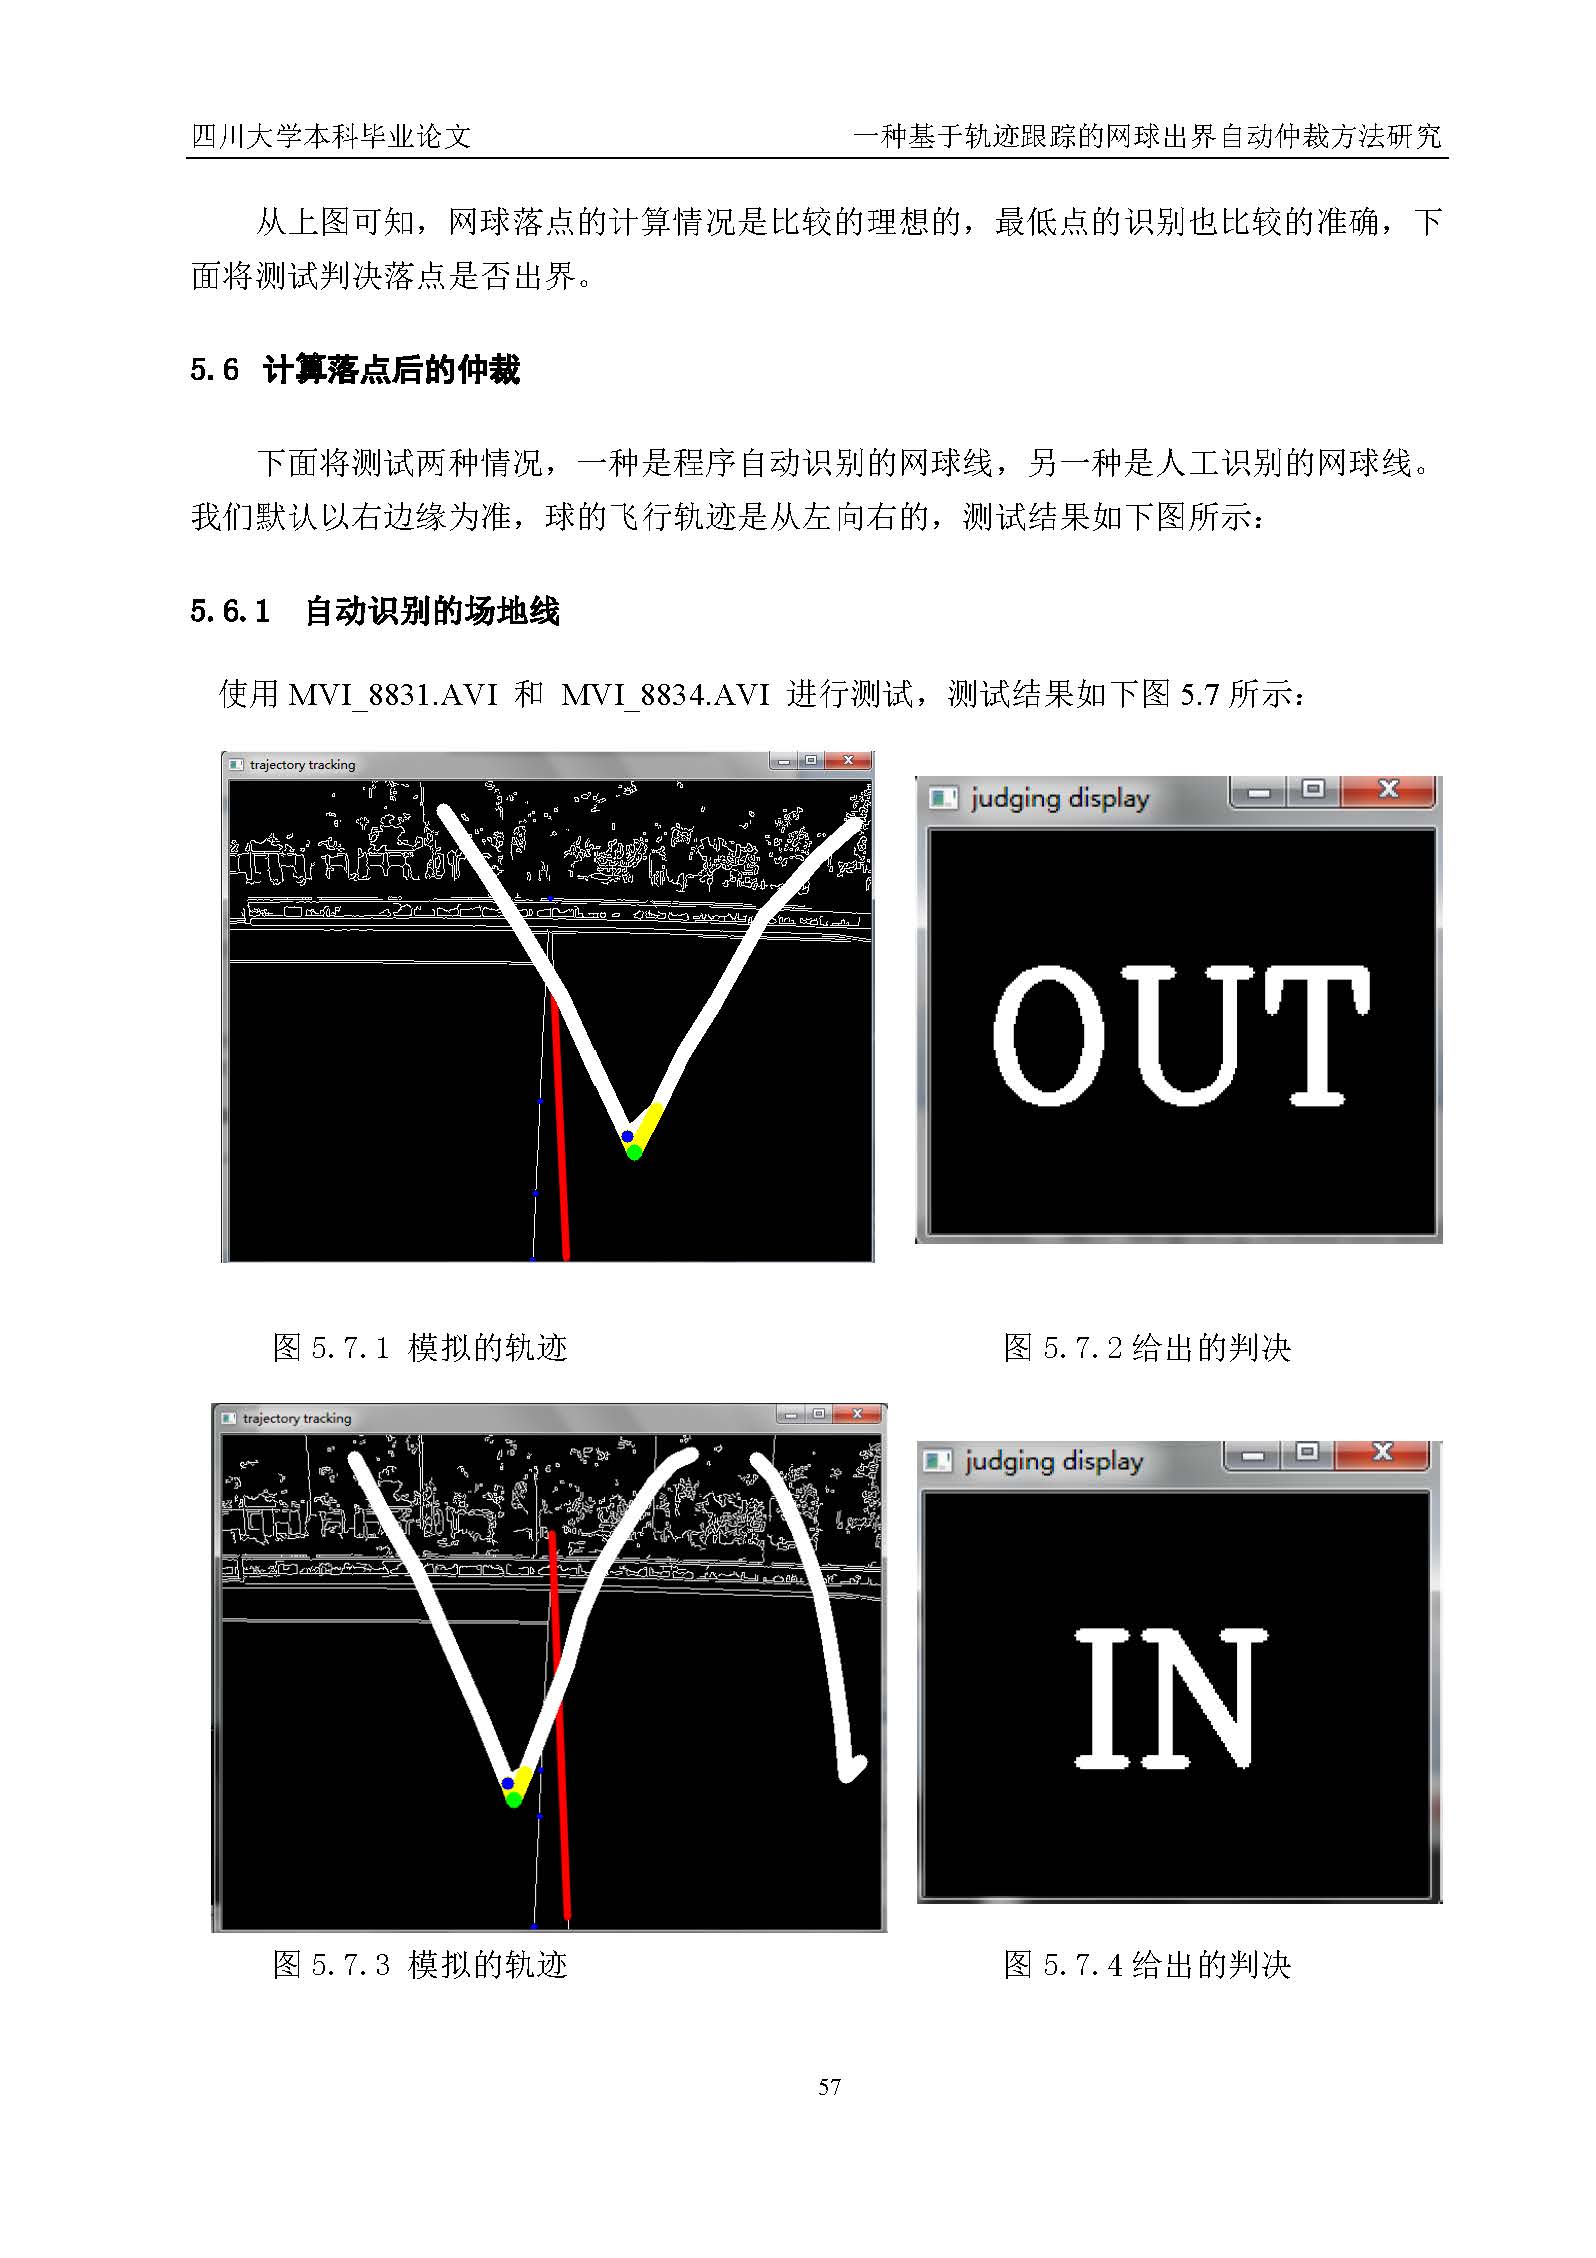 四川大学本科毕业论文 一种基于轨迹跟踪的网球出界自动仲裁方法研究
从上图可知，网球落点的计算情况是比较的理想的，最低点的识别也比较的准确，下
面将测试判决落点是否出界。
5.6 计算落点后的仲裁
下面将测试两种情况，一种是程序自动识别的网球线，另一种是人工识别的网球线。
我们默认以右边缘为准，球的飞行轨迹是从左向右的，测试结果如下图所示：
5.6.1 自动识别的场地线
使用 MVI_8831.AVI 和 MVI_8834.AVI 进行测试，测试结果如下图 5.7 所示：
trajectory tracking
judging display
OUT
图 5.7.1 模拟的轨迹
图 5.7.2 给出的判决
trajectory tracking
judging display
IN
图 5.7.3 模拟的轨迹
图 5.7.4 给出的判决
57